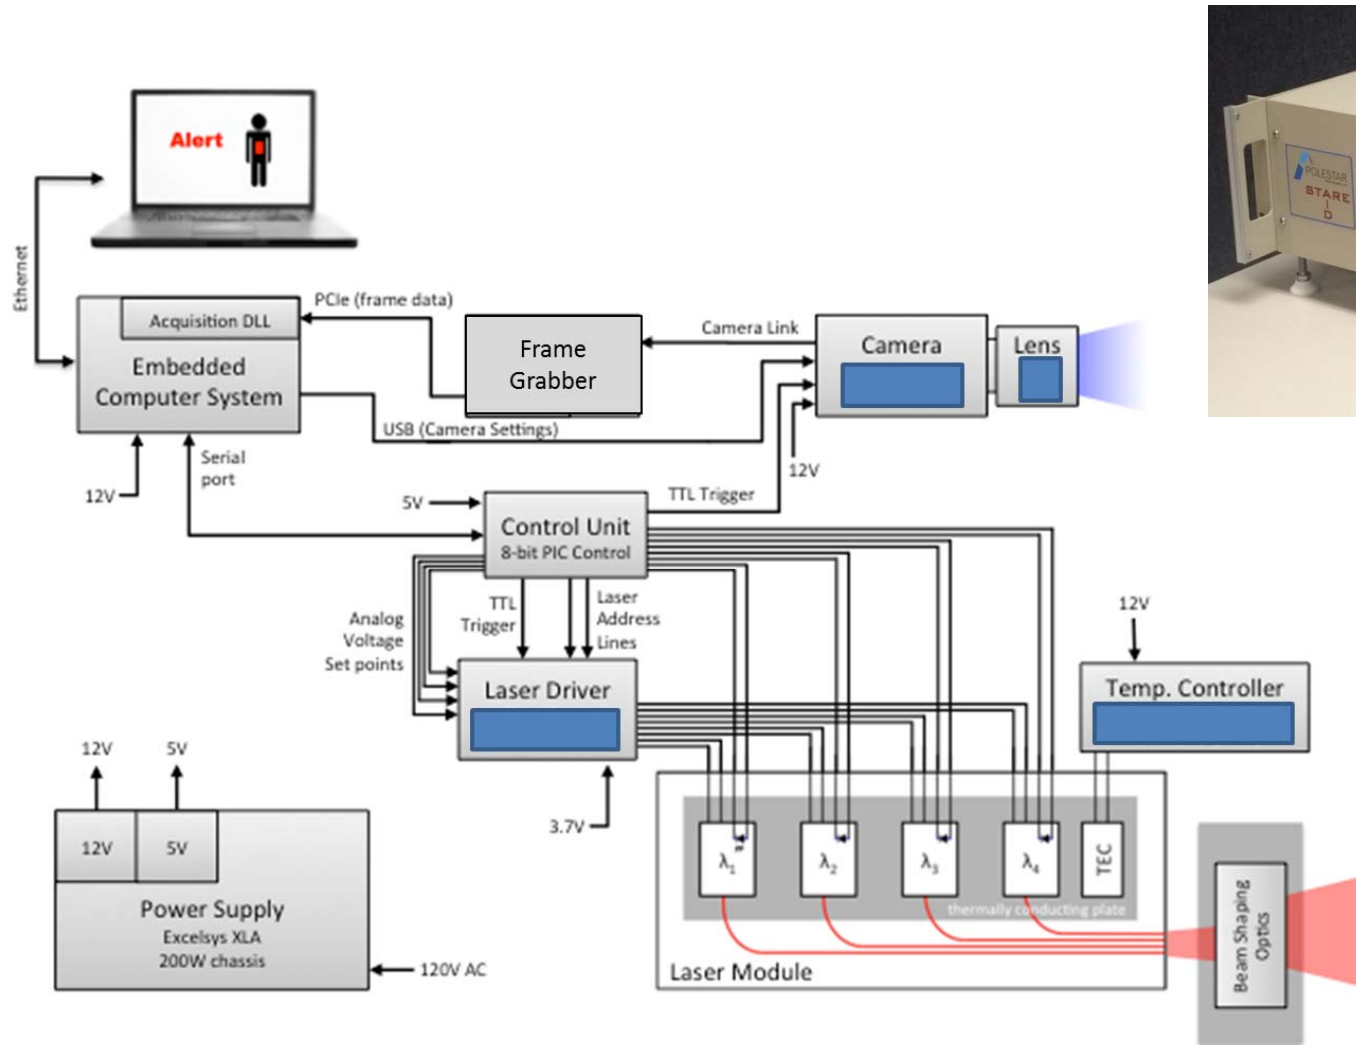 Alert
POLESTAR
STARE
I
D
Ethernet
Acquisition DLL
Embedded
Computer System
PCIe (frame data)
Frame
Grabber
Camera Link
Camera
Lens
USB (Camera Settings)
12V
Serial
port
12V
5V
TTL Trigger
Control Unit
8-bit PIC Control
Analog
Voltage
Set points
TTL
Trigger
Laser
Address
Lines
12V
Laser Driver
Temp. Controller
12V
5V
3.7V
12V
5V
Power Supply
Excelsys XLA
200W chassis
120V AC
λ1
λ2
λ3
λ4
TEC
thermally conducting plate
Laser Module
Beam Shaping
Optics